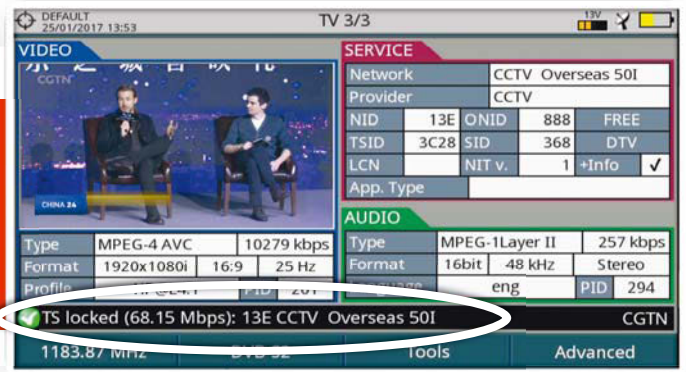 DEFAULT
25/01/2017 13:53
TV 3/3
13V
VIDEO
CGTN
CHINA 24
Type MPEG-4 AVC 10279 kbps
Format 1920x1080i 16:9 25 Hz
Profile PID
SERVICE
Network CCTV Overseas 50I
Provider CCTV
NID 13E ONID 888 FREE
TSID 3C28 SID 368 DTV
LCN NIT v. 1 +Info ✓
App. Type
AUDIO
Type MPEG-1Layer II 257 kbps
Format 16bit 48 kHz Stereo
eng PID 294
TS locked (68.15 Mbps): 13E CCTV Overseas 50I CGTN
1183.87 MHz Tools Advanced